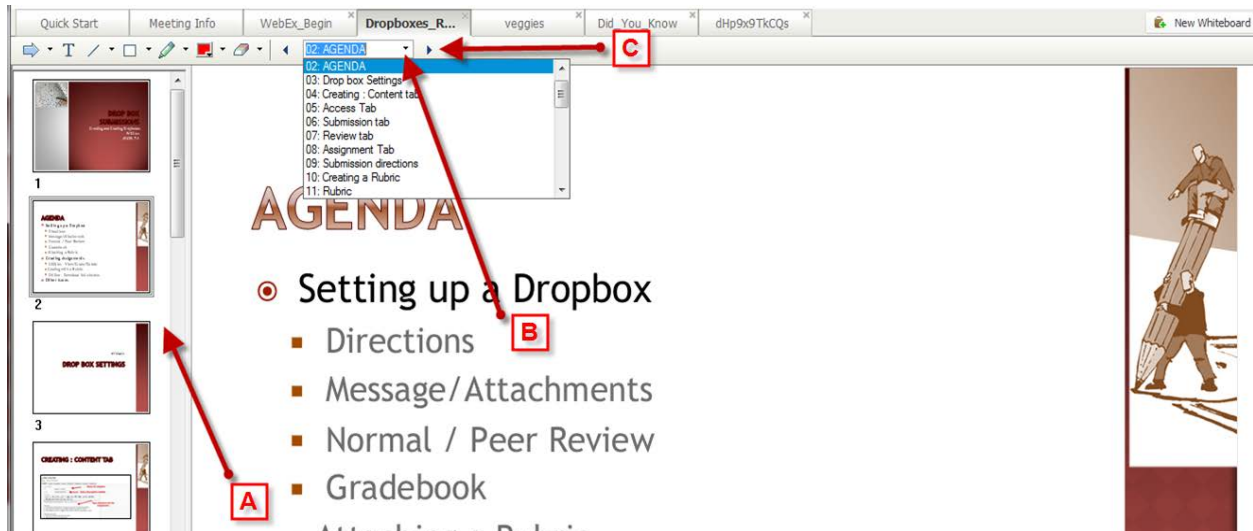 Quick Start Meeting Info WebEx_Begin Dropboxes_R... veggies Did_You_Know dHp9x9TkCQs New Whiteboard
T 02: AGENDA C
02: AGENDA
03: Drop box Settings
04: Creating : Content tab
05: Access Tab
06: Submission tab
07: Review tab
08: Assignment Tab
09: Submission directions
10: Creating a Rubric
11: Rubric
DROP BOX
SUBMISSIONS
1
AGENDA
2
DROP BOX SETTINGS
3
CREATING : CONTENT TAB
A
AGENDA
Setting up a Dropbox
B
Directions
Message/Attachments
Normal / Peer Review
Gradebook
Attaching a Rubric